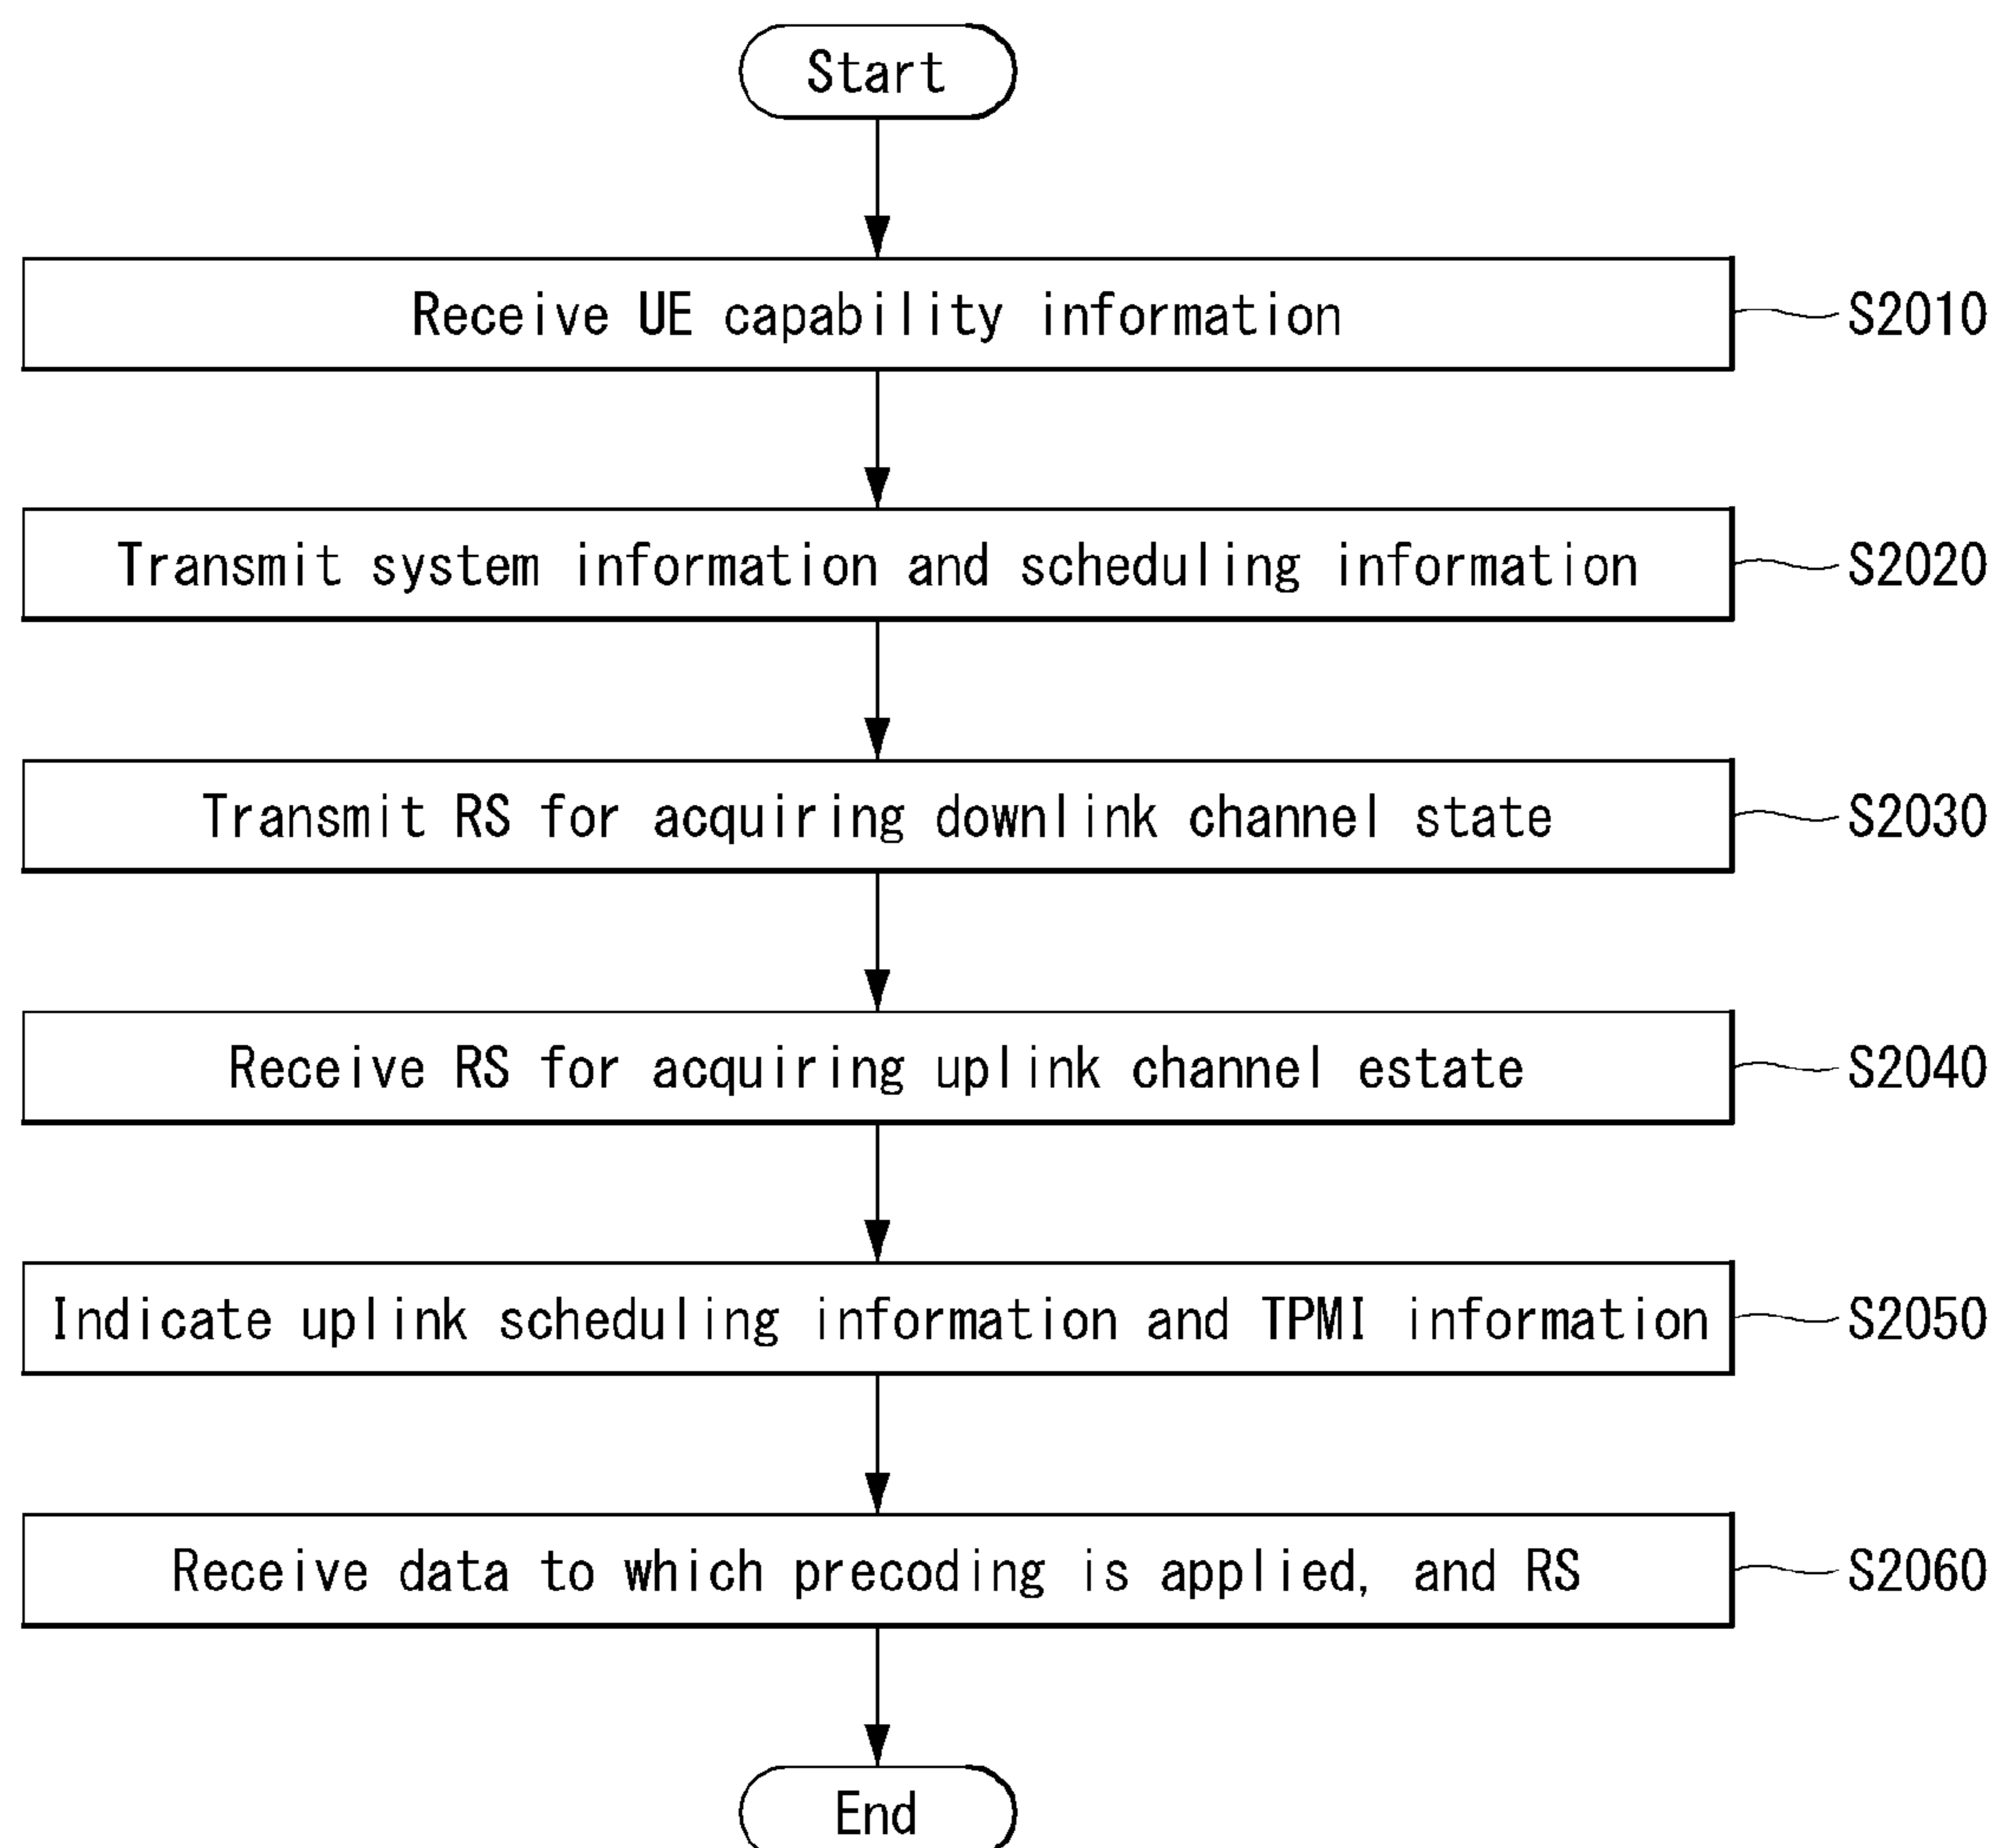 Start
Receive UE capability information
S2010
Transmit system information and scheduling information
S2020
Transmit RS for acquiring downlink channel state
S2030
Receive RS for acquiring uplink channel estate
S2040
Indicate uplink scheduling information and TPMI information
S2050
Receive data to which precoding is applied, and RS
S2060
End